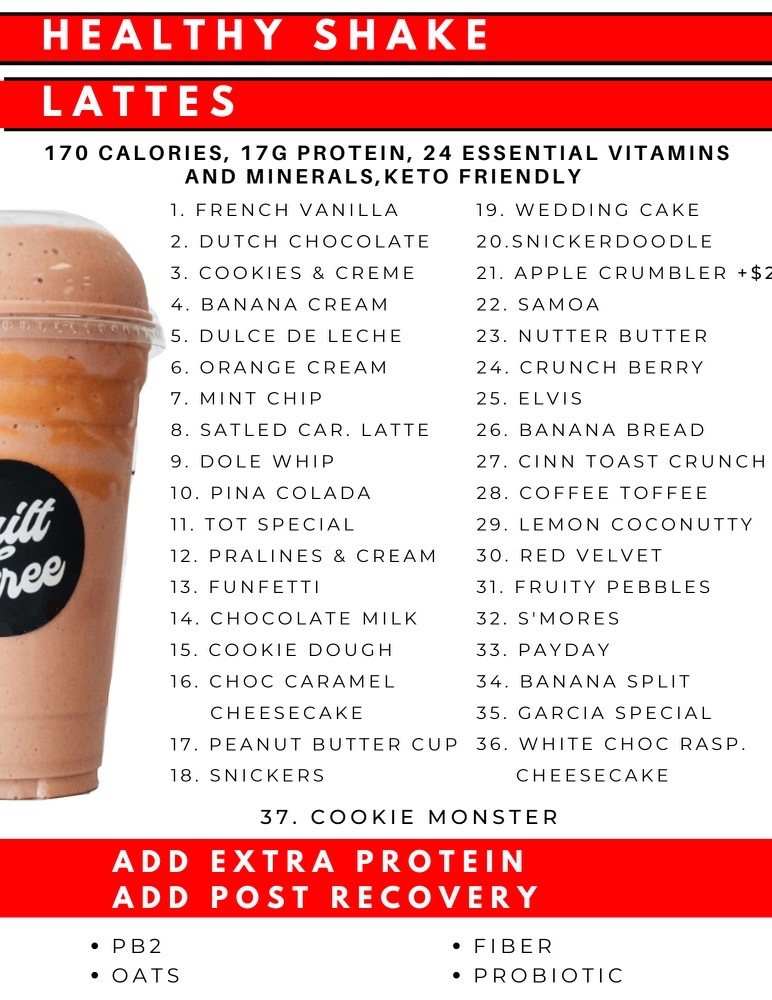 HEALTHY SHAKE
LATTES
170 CALORIES, 17G PROTEIN, 24 ESSENTIAL VITAMINS
AND MINERALS,KETO FRIENDLY
1. FRENCH VANILLA
2. DUTCH CHOCOLATE
3. COOKIES & CREME
4. BANANA CREAM
5. DULCE DE LECHE
6. ORANGE CREAM
7. MINT CHIP
8. SATLED CAR. LATTE
9. DOLE WHIP
10. PINA COLADA
11. TOT SPECIAL
12. PRALINES & CREAM
13. FUNFETTI
14. CHOCOLATE MILK
15. COOKIE DOUGH
16. CHOC CARAMEL
CHEESECAKE
17. PEANUT BUTTER CUP
18. SNICKERS
19. WEDDING CAKE
20.SNICKERDOODLE
21. APPLE CRUMBLER +$2
22. SAMOA
23. NUTTER BUTTER
24. CRUNCH BERRY
25. ELVIS
26. BANANA BREAD
27. CINN TOAST CRUNCH
28. COFFEE TOFFEE
29. LEMON COCONUTTY
30. RED VELVET
31. FRUITY PEBBLES
32. S'MORES
33. PAYDAY
34. BANANA SPLIT
35. GARCIA SPECIAL
36. WHITE CHOC RASP.
CHEESECAKE
37. COOKIE MONSTER
ADD EXTRA PROTEIN
ADD POST RECOVERY
• PB2
• OATS
• FIBER
• PROBIOTIC